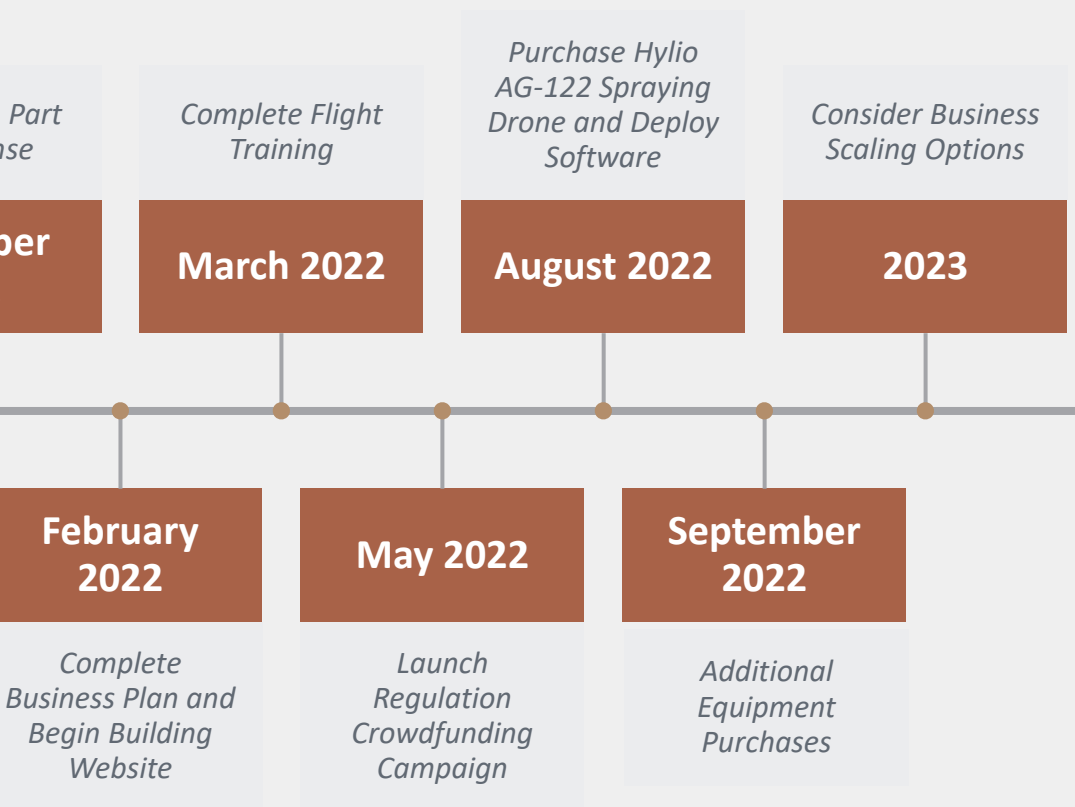 Part
Complete Flight
Training
March 2022
Purchase Hylio
AG-122 Spraying
Drone and Deploy
Software
August 2022
Consider Business
Scaling Options
2023
February
2022
Complete
Business Plan and
Begin Building
Website
May 2022
Launch
Regulation
Crowdfunding
Campaign
September
2022
Additional
Equipment
Purchases